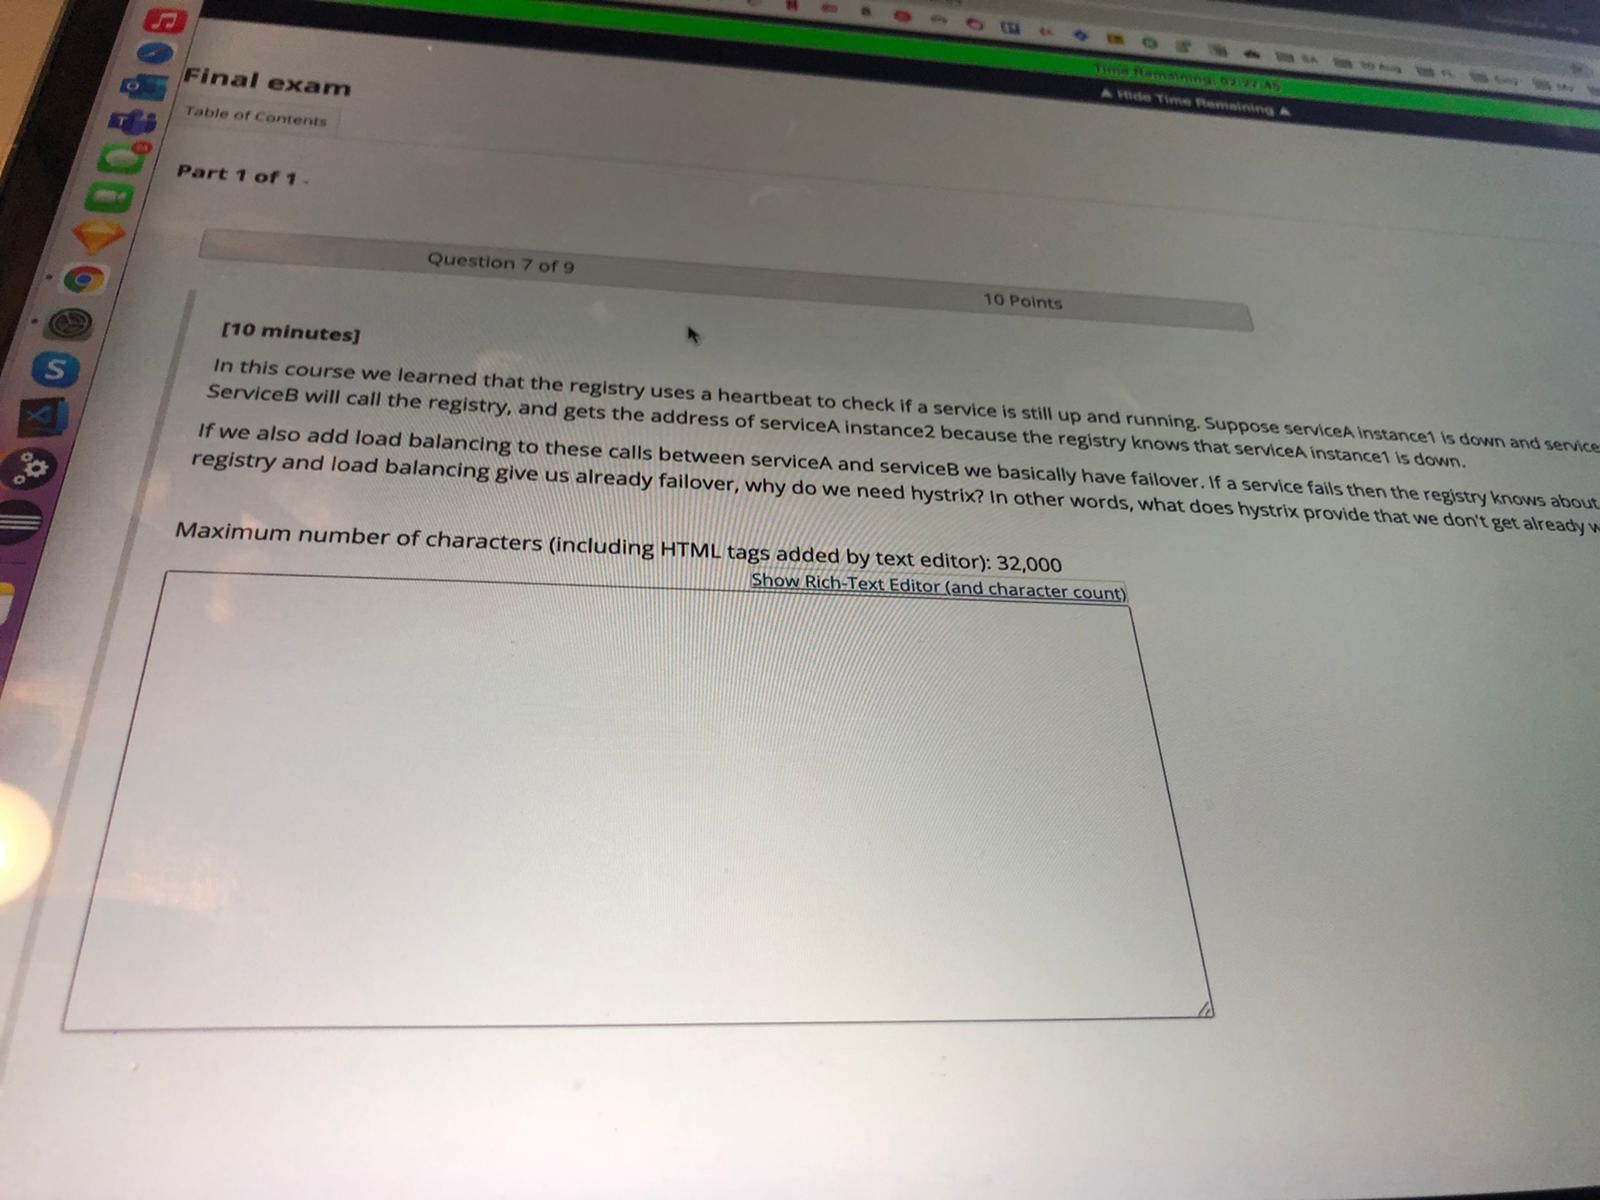 Time Remaining: 02:27:45
▲ Hide Time Remaining ▲
Final exam
Table of Contents
Part 1 of 1 -
Question 7 of 9
10 Points
[10 minutes]
In this course we learned that the registry uses a heartbeat to check if a service is still up and running. Suppose serviceA instance1 is down and service
ServiceB will call the registry, and gets the address of serviceA instance2 because the registry knows that serviceA instance1 is down.
If we also add load balancing to these calls between serviceA and serviceB we basically have failover. If a service fails then the registry knows about
registry and load balancing give us already failover, why do we need hystrix? In other words, what does hystrix provide that we don't get already w
Maximum number of characters (including HTML tags added by text editor): 32,000
Show Rich-Text Editor (and character count)